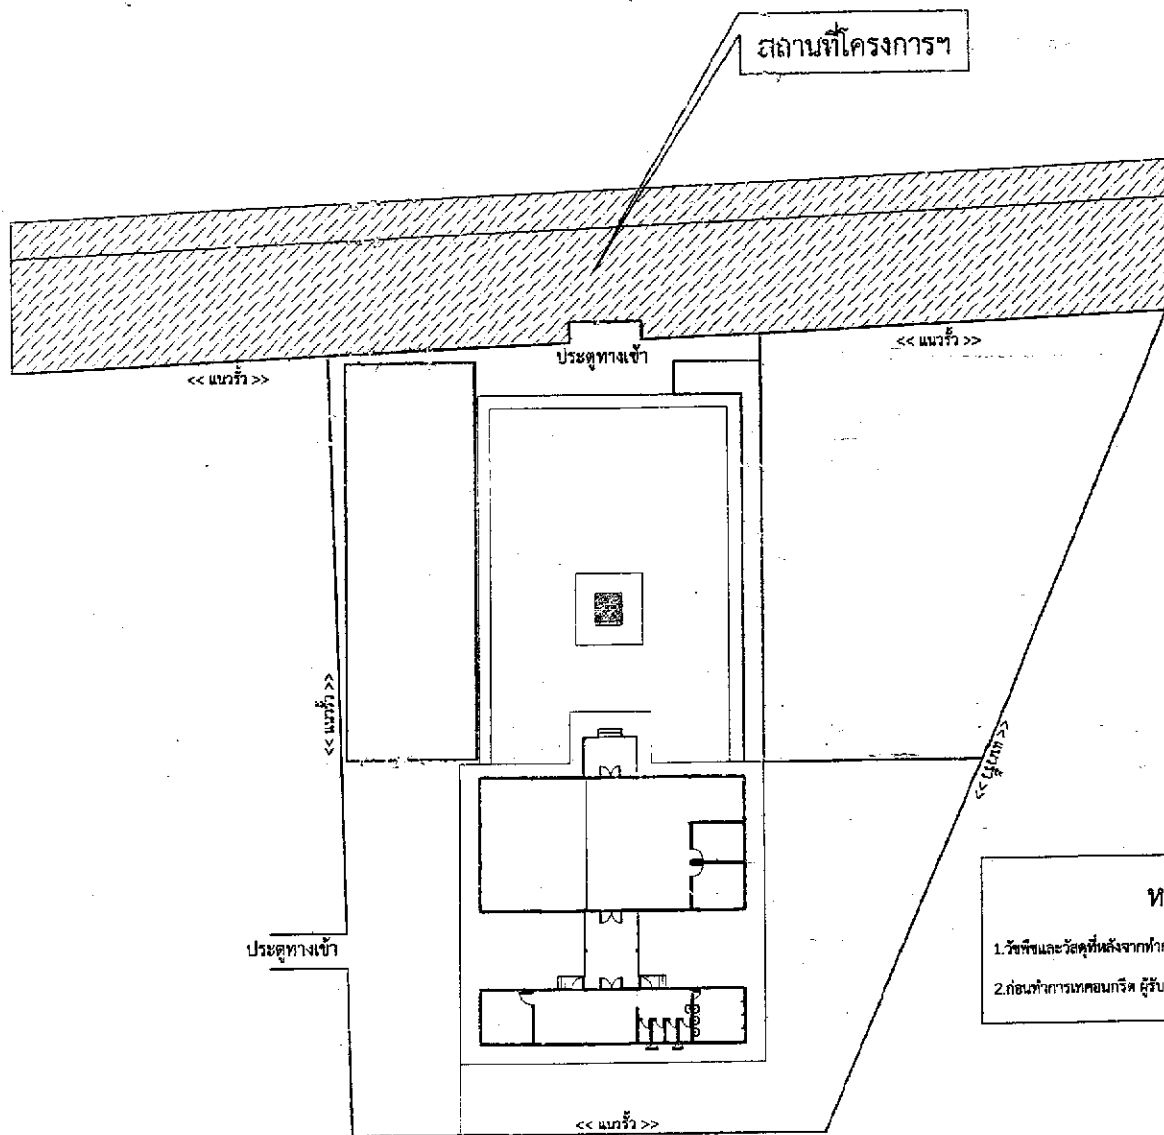 สถานที่โครงการฯ
ประตูทางเข้า
<< แนวรั้ว >>
<< แนวรั้ว >>
<< แนวรั้ว >>
<< แนวรั้ว >>
ประตูทางเข้า
ห
1.วัชพืชและวัสดุที่หลังจากทำ
2.ก่อนทำการเทคอนกรีต ผู้รับ
<< แนวรั้ว >>